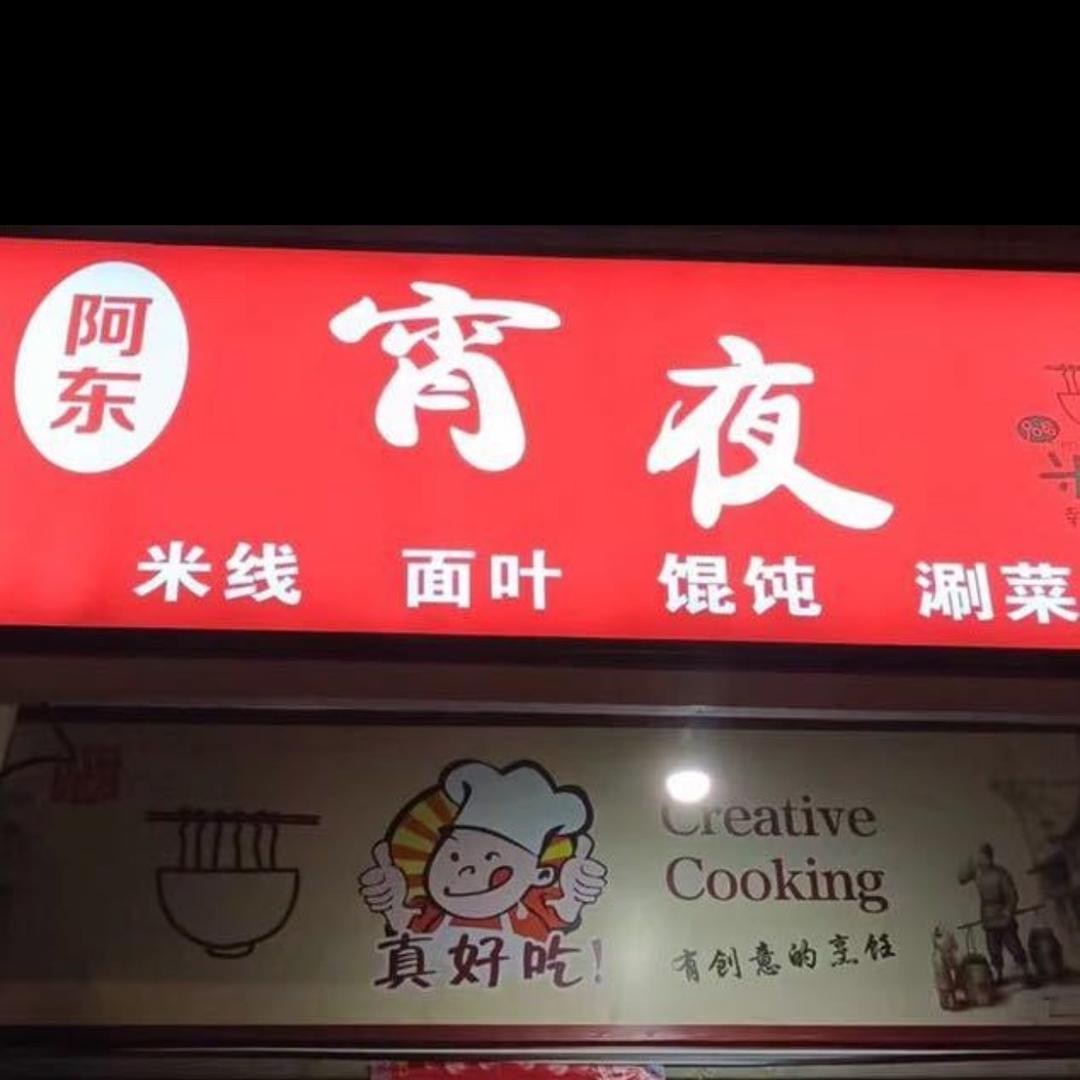 阿东
宵夜
米线 面叶 馄饨 涮菜
Creative
Cooking
真好吃!
有创意的烹饪